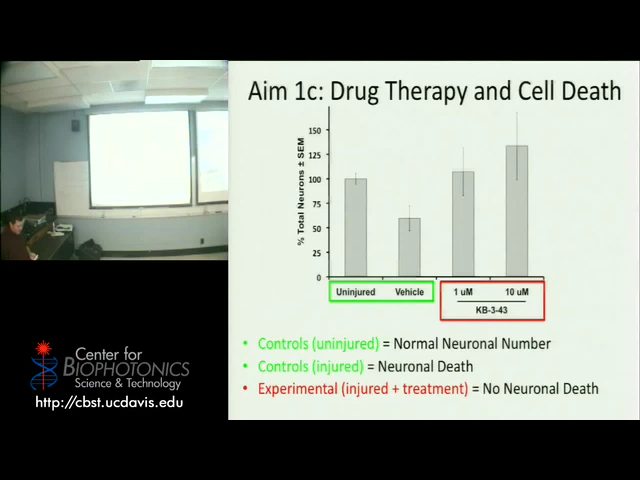 Aim 1c: Drug Therapy and Cell Death
% Total Neurons ± SEM
150
125
100
75
50
25
0
Uninjured
Vehicle
1 uM
10 uM
KB-3-43
• Controls (uninjured) = Normal Neuronal Number
• Controls (injured) = Neuronal Death
• Experimental (injured + treatment) = No Neuronal Death
Center for
BIOPHOTONICS
Science & Technology
http://cbst.ucdavis.edu